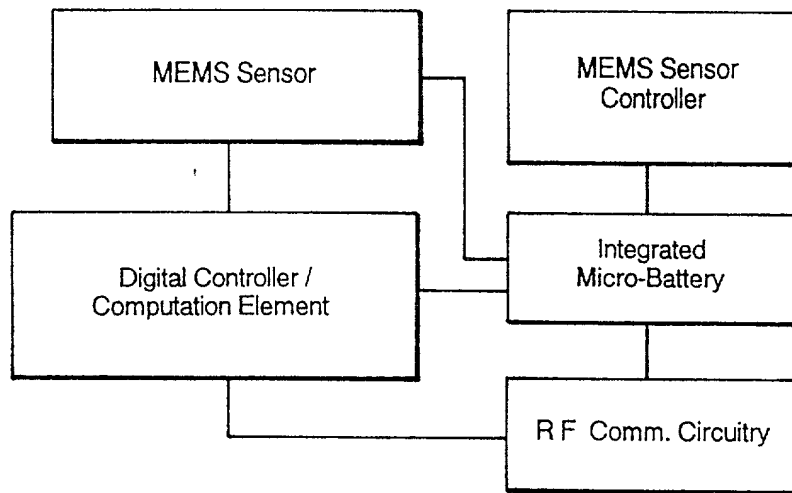 MEMS Sensor
MEMS Sensor
Controller
Digital Controller /
Computation Element
Integrated
Micro-Battery
R F Comm. Circuitry